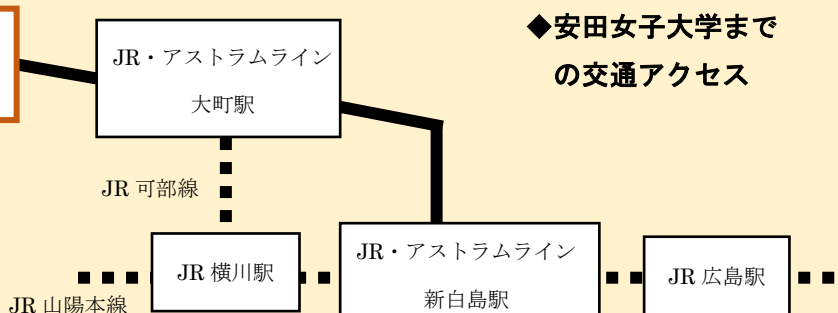 ◆安田女子大学まで
の交通アクセス
JR・アストラムライン
大町駅
JR 可部線
JR 横川駅
JR・アストラムライン
新白島駅
JR 広島駅
JR 山陽本線